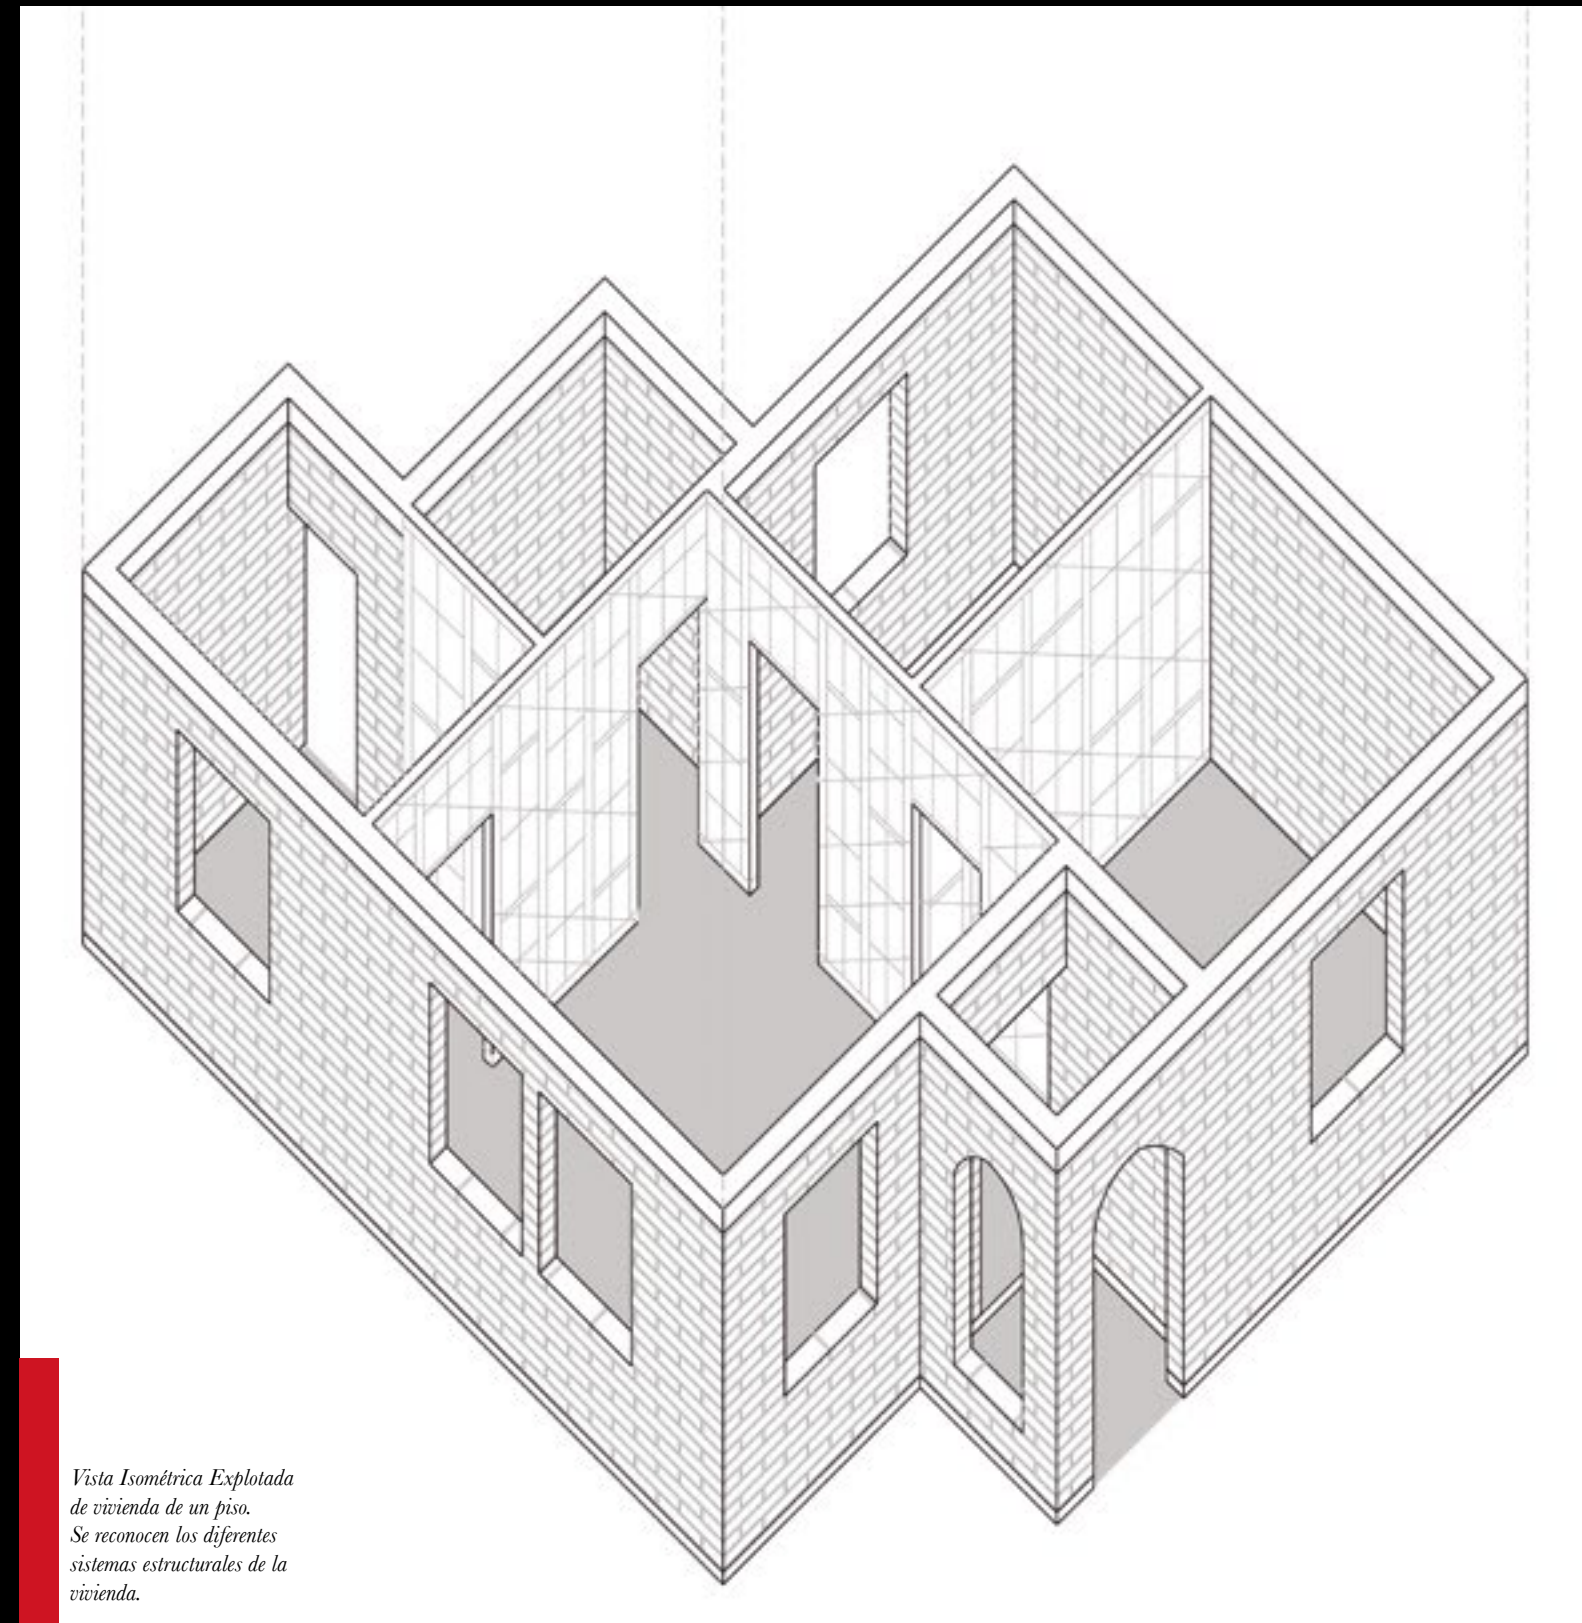 Vista Isométrica Explotada
de vivienda de un piso.
Se reconocen los diferentes
sistemas estructurales de la
vivienda.